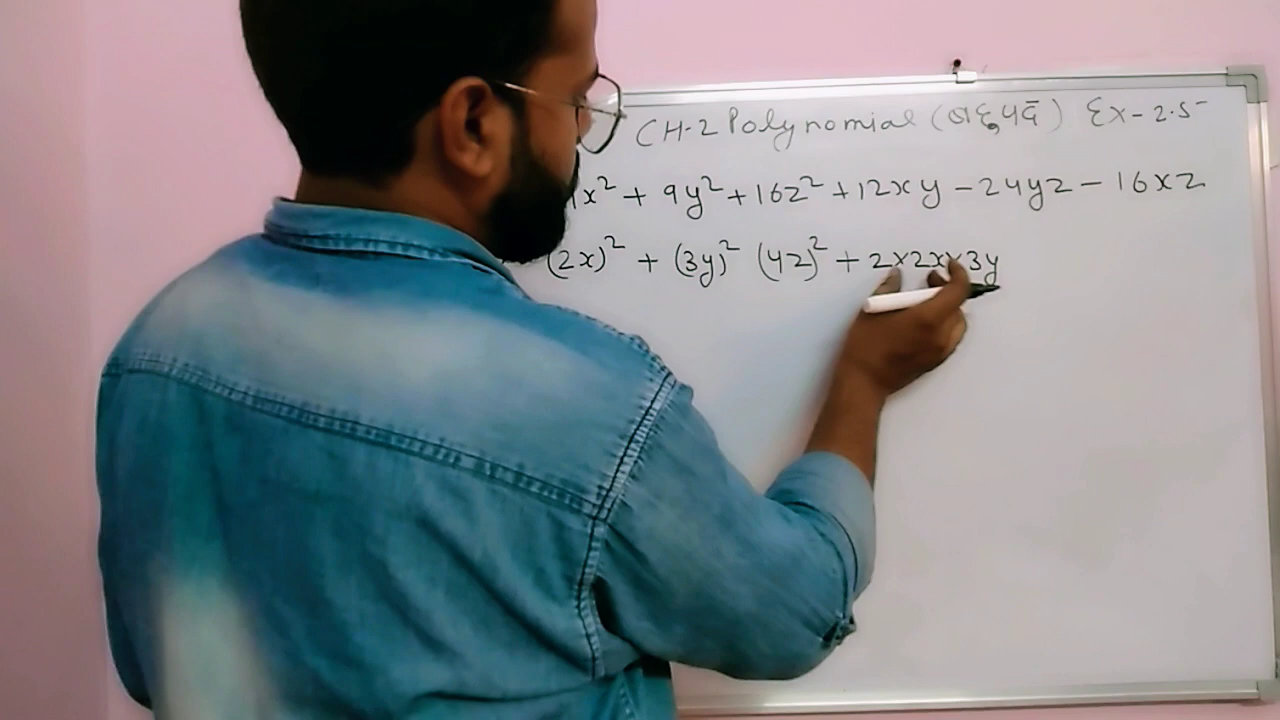 CH-2 Polynomial (बहुपद) Ex-2.5
x² + 9y² + 16z² + 12xy - 24yz - 16xz
(2x)² + (3y)² (4z)² + 2×2x×3y